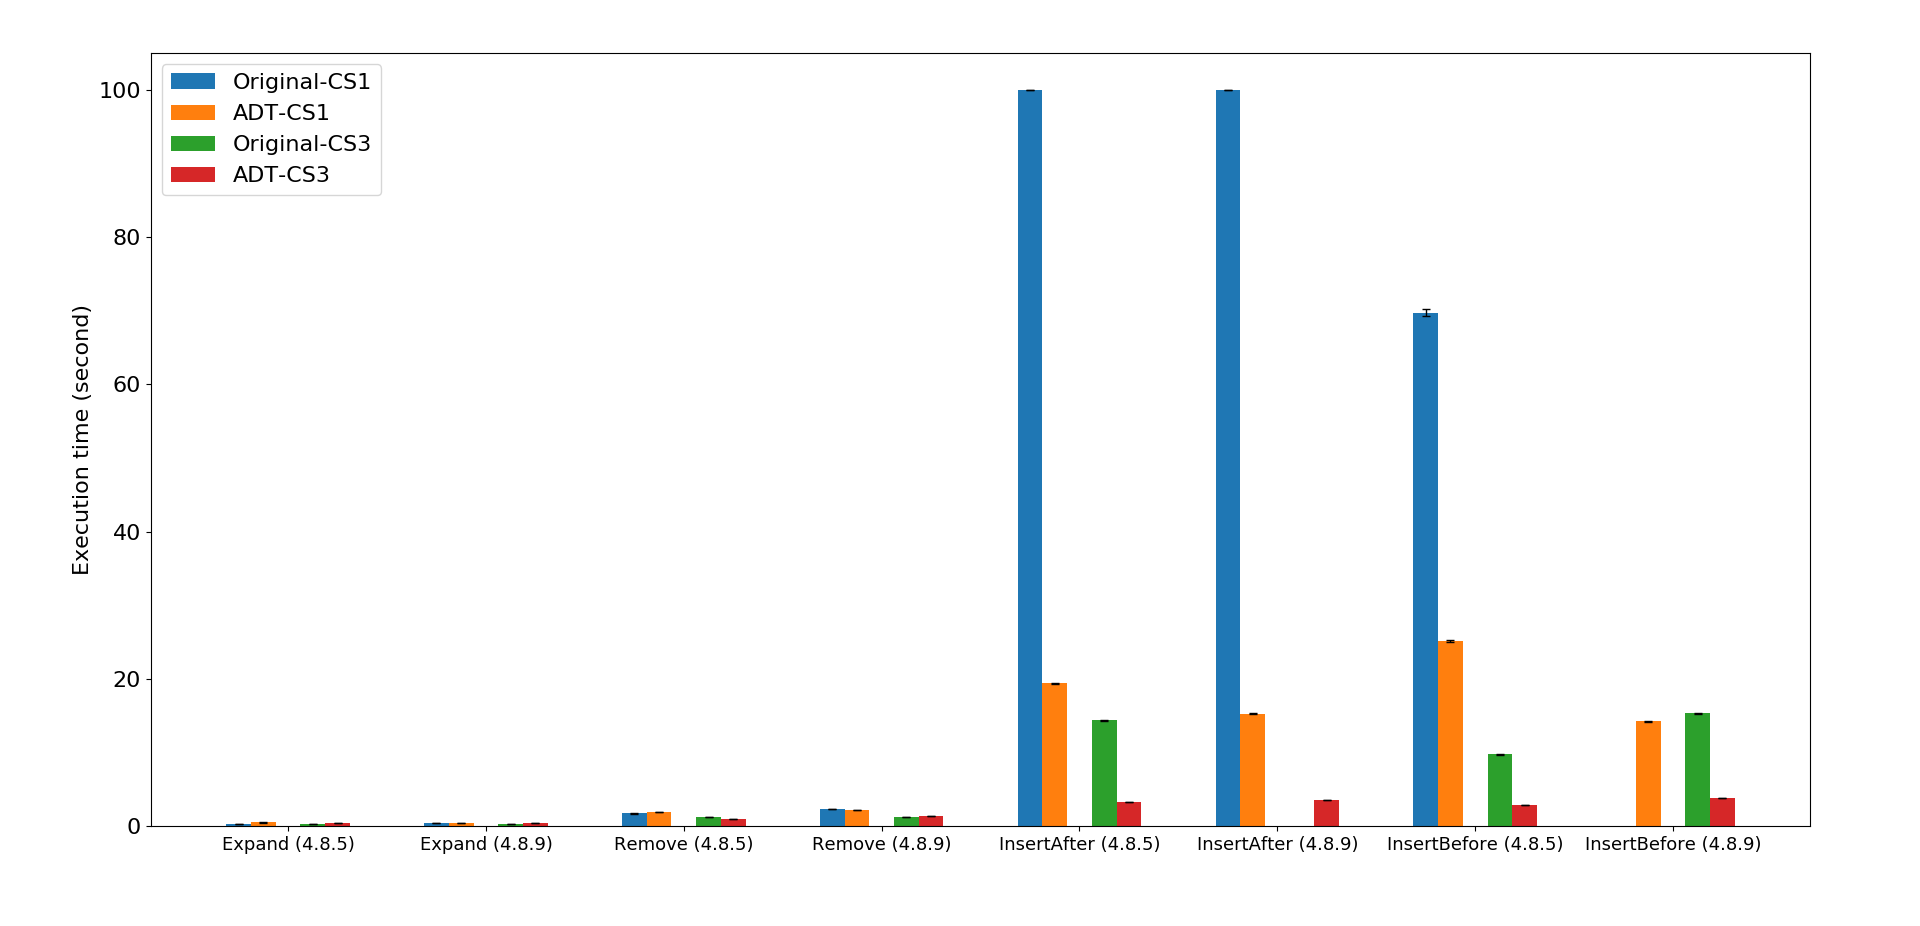 Original-CS1
ADT-CS1
Original-CS3
ADT-CS3
Execution time (second)
100
80
60
40
20
0
Expand (4.8.5)
Expand (4.8.9)
Remove (4.8.5)
Remove (4.8.9)
InsertAfter (4.8.5)
InsertAfter (4.8.9)
InsertBefore (4.8.5)
InsertBefore (4.8.9)